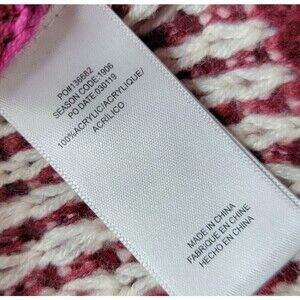 PO#136682
SEASON CODE:1906
PO DATE:030119
100%ACRYLIC/ACRYLIQUE/
ACRÍLICO
MADE IN CHINA
FABRIQUE EN CHINE
HECHO EN CHINA